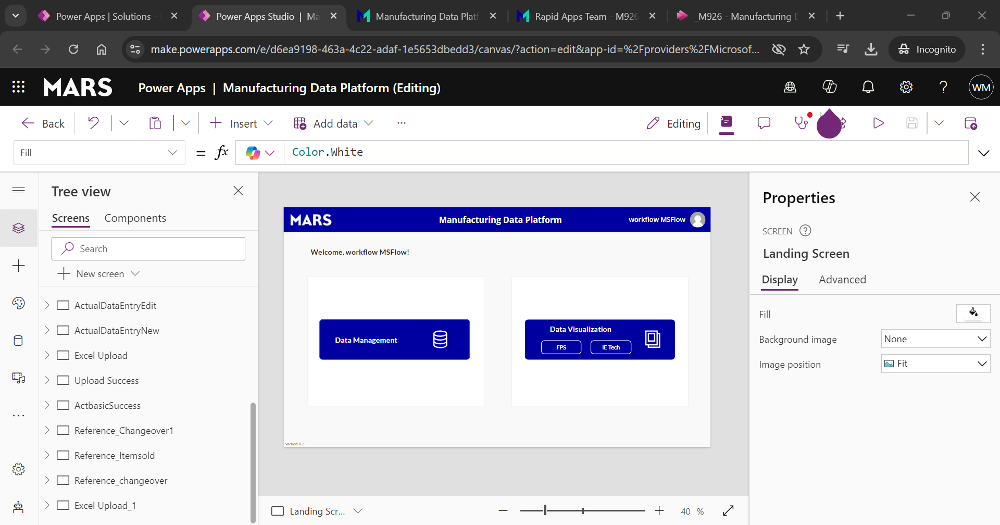 Power Apps | Solutions -
Power Apps Studio | Ma
Manufacturing Data Platf
Rapid Apps Team - M926
_M926 - Manufacturing D
make.powerapps.com/e/d6ea9198-463a-4c22-adaf-1e5653dbedd3/canvas/?action=edit&app-id=%2Fproviders%2FMicrosof...
Incognito
MARS
Power Apps | Manufacturing Data Platform (Editing)
WM
Back
Insert
Add data
Editing
Fill
= fx
Color.White
Tree view
Screens
Components
Search
New screen
ActualDataEntryEdit
ActualDataEntryNew
Excel Upload
Upload Success
ActbasicSuccess
Reference_Changeover1
Reference_Itemsold
Reference_changeover
Excel Upload_1
MARS
Manufacturing Data Platform
workflow MSFlow
Welcome, workflow MSFlow!
Data Management
Data Visualization
FPS
IE Tech
Version: 0.2
Landing Scr...
40 %
Properties
SCREEN
Landing Screen
Display
Advanced
Fill
Background image
None
Image position
Fit